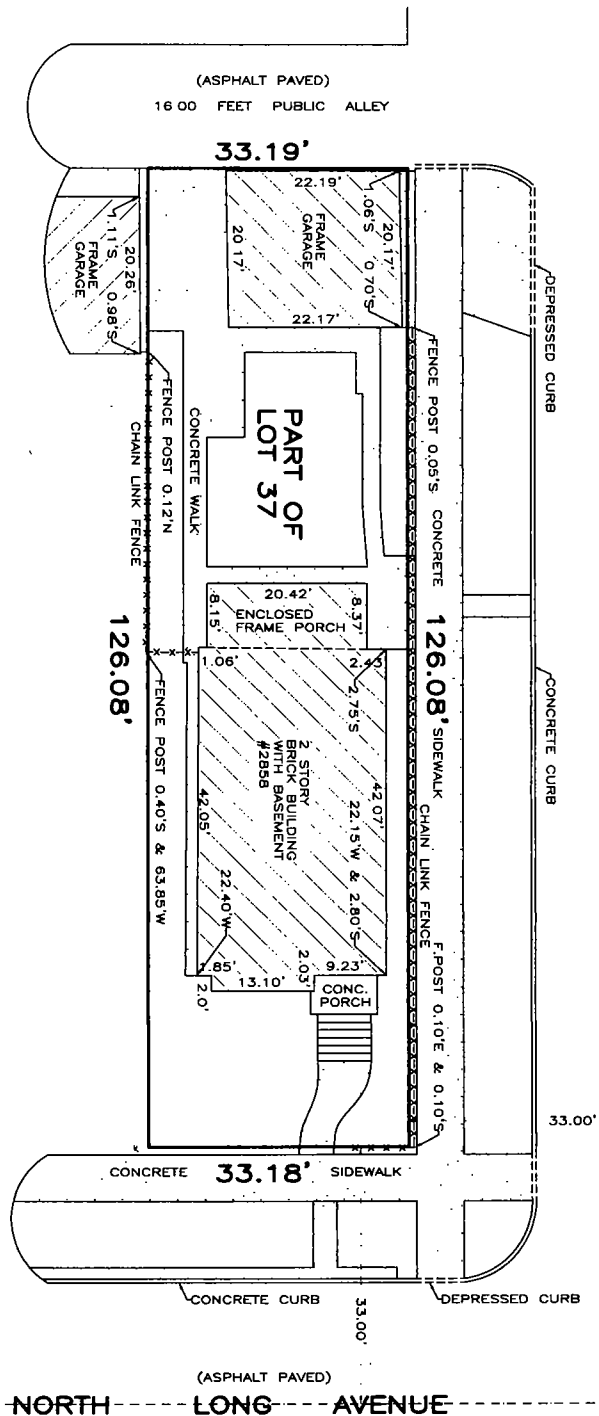 (ASPHALT PAVED)
16 00 FEET PUBLIC ALLEY
33.19'
22.19'
1.06'S
20.17'
0.70'S
FRAME
GARAGE
20 17'
22.17'
20.26'
1.11'S
0.98'S
FRAME
GARAGE
DEPRESSED CURB
FENCE POST 0.05'S
CONCRETE
SIDEWALK
FENCE POST 0.12'N
CONCRETE WALK
CHAIN LINK FENCE
PART OF
LOT 37
20.42'
8.15'
8.37'
ENCLOSED
FRAME PORCH
126.08'
126.08'
CONCRETE CURB
1.06'
2.43'
2.75'S
2 STORY
BRICK BUILDING
WITH BASEMENT
#2858
42.05'
42 07'
22.15'W & 2.80'S
22.40'W
FENCE POST 0.40'S & 63.85'W
CHAIN LINK FENCE
F.POST 0.10'E & 0.10'S
1.85'
2.0'
13.10'
2.03'
9.23'
CONC.
PORCH
33.00'
CONCRETE
33.18'
SIDEWALK
CONCRETE CURB
33.00'
DEPRESSED CURB
(ASPHALT PAVED)
NORTH LONG AVENUE